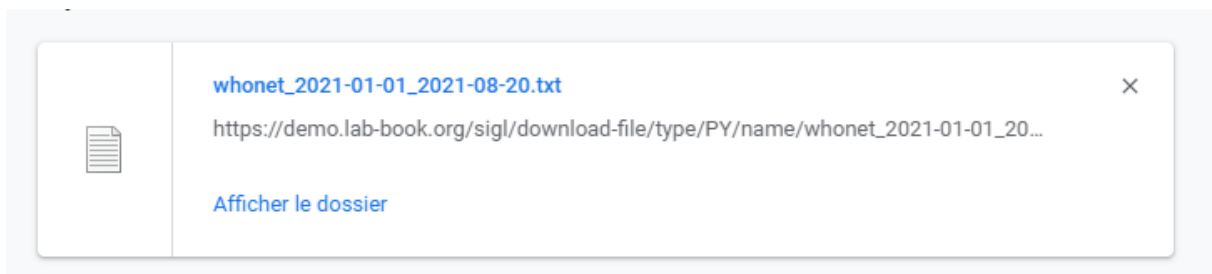 whonet_2021-01-01_2021-08-20.txt
https://demo.lab-book.org/sigl/download-file/type/PY/name/whonet_2021-01-01_20…
Afficher le dossier